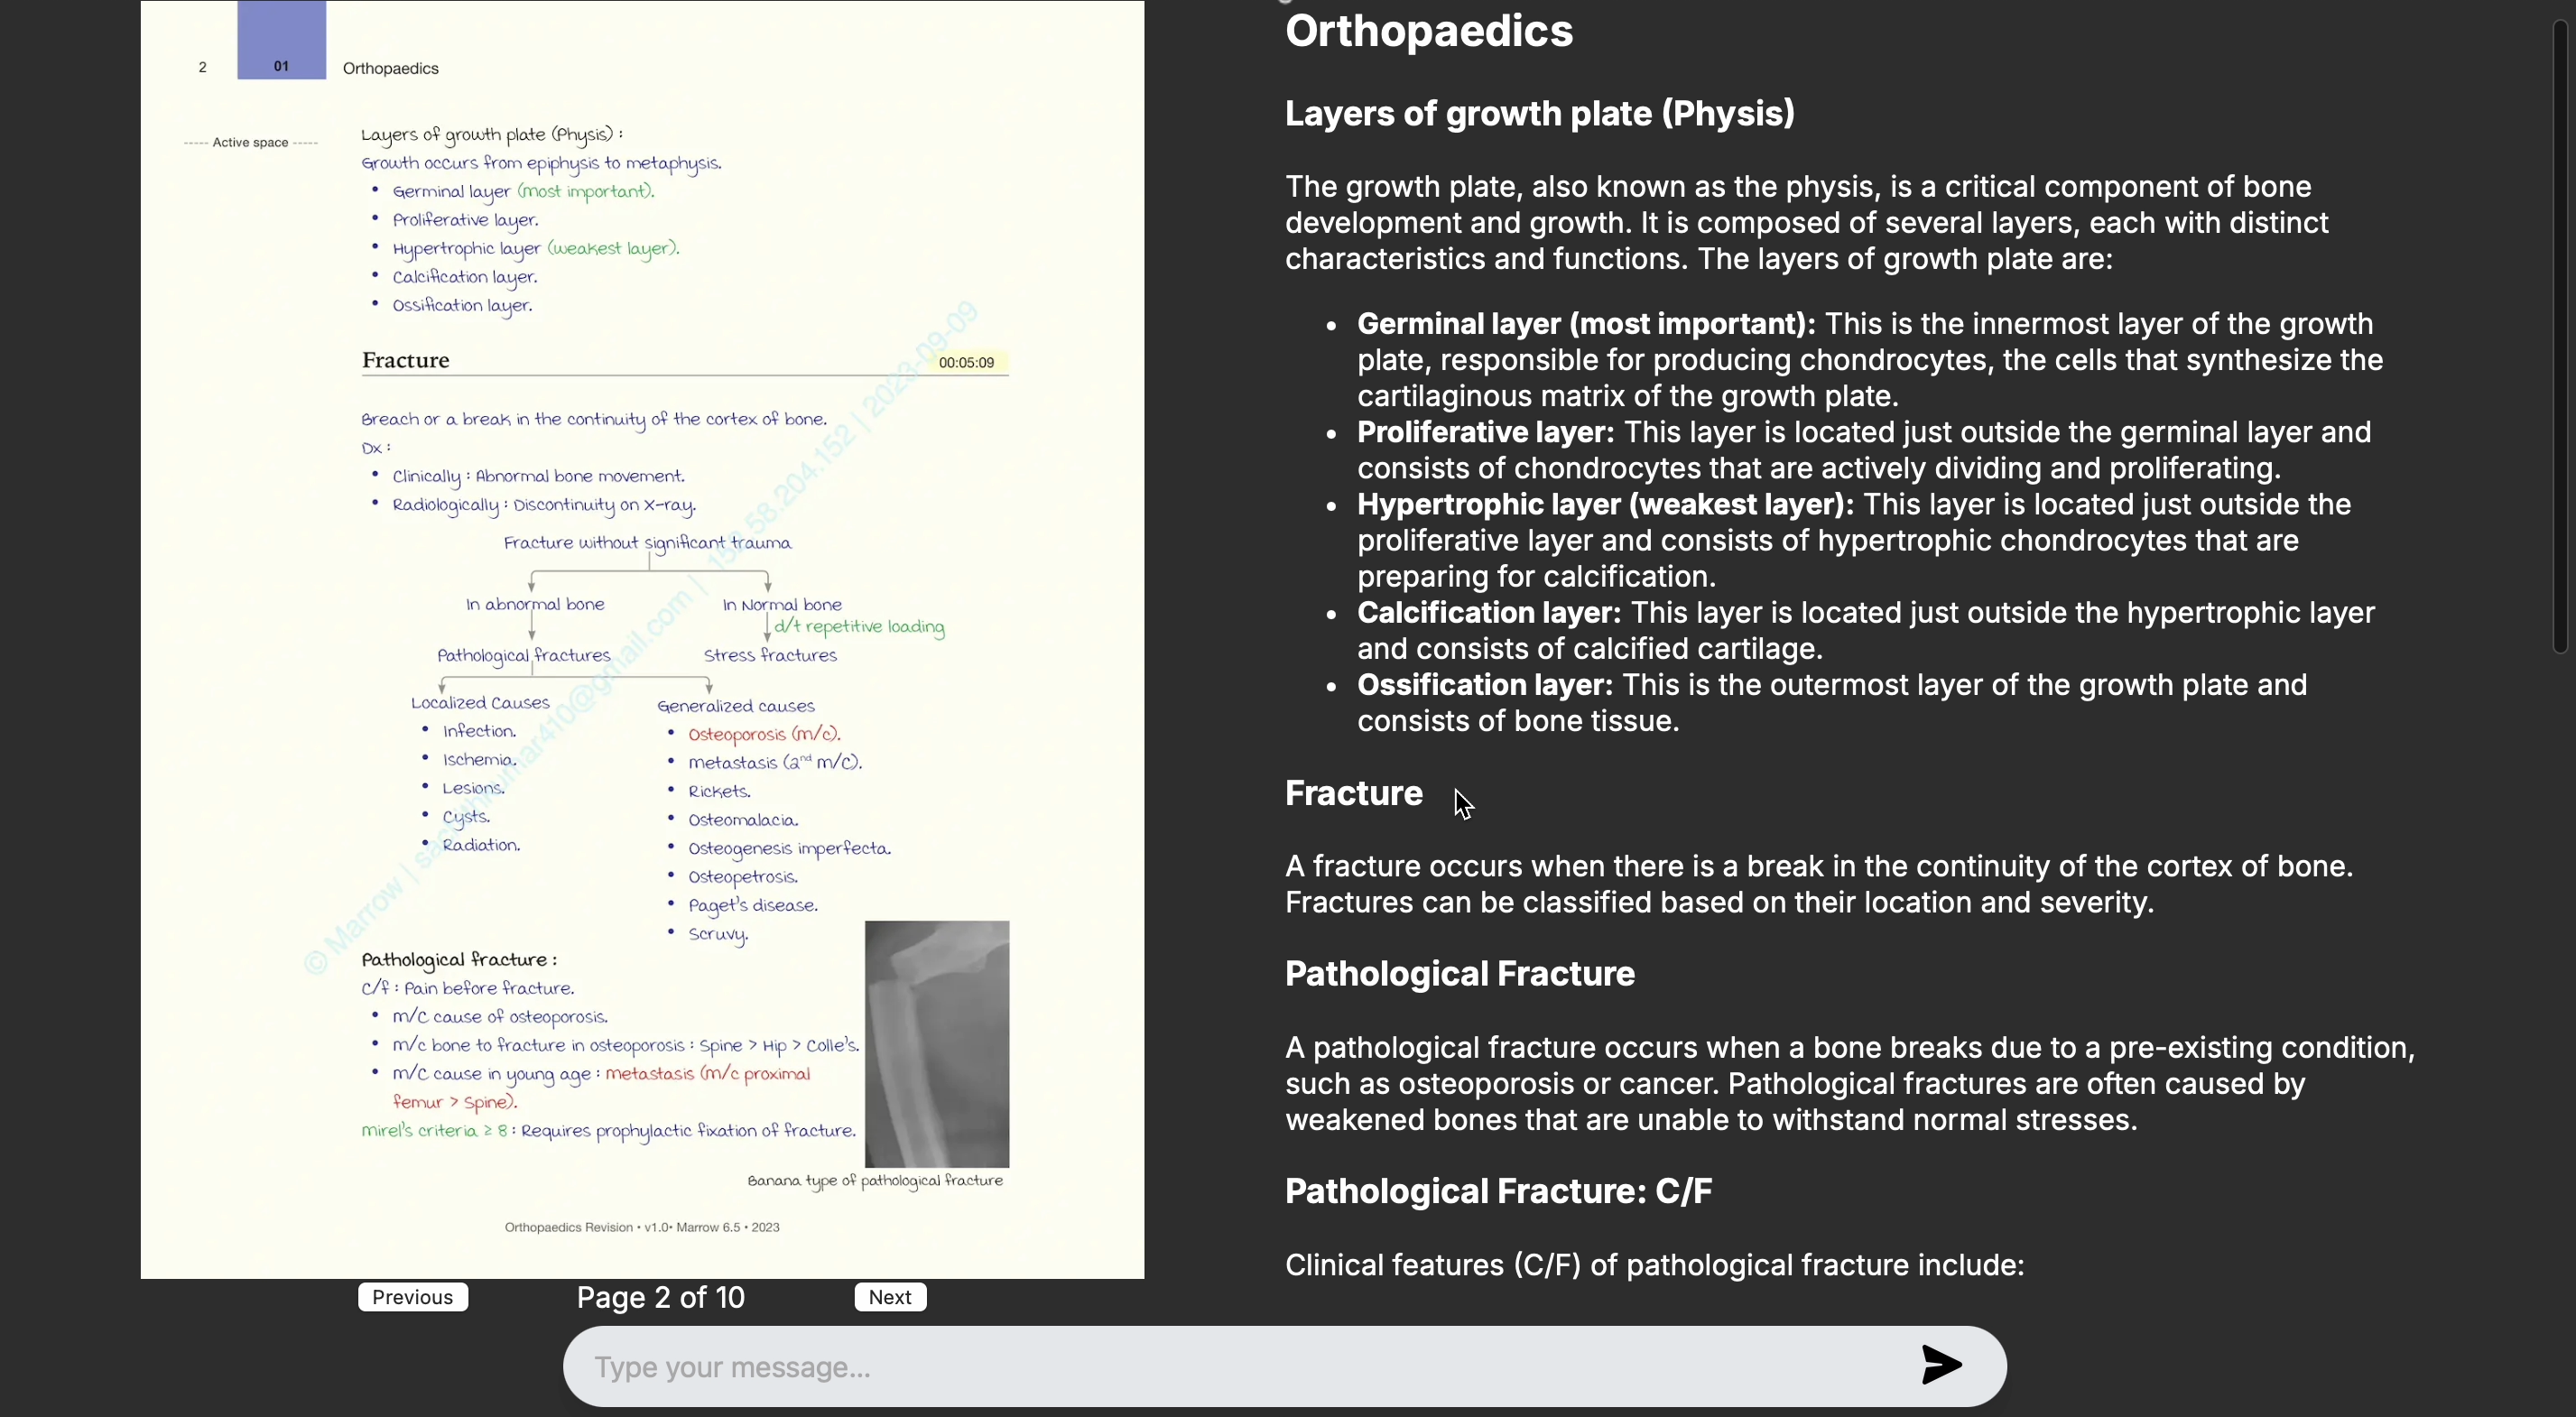 2
01
Orthopaedics
----- Active space -----
Layers of growth plate (Physis) :
Growth occurs from epiphysis to metaphysis.
• Germinal layer (most important).
• Proliferative layer.
• Hypertrophic layer (weakest layer).
• Calcification layer.
• Ossification layer.
Fracture
00:05:09
Breach or a break in the continuity of the cortex of bone.
Dx :
• Clinically : Abnormal bone movement.
• Radiologically : Discontinuity on X-ray.
Fracture without significant trauma
In abnormal bone
In Normal bone
d/t repetitive loading
Pathological fractures
Stress fractures
Localized Causes
• Infection.
• Ischemia.
• Lesions.
• Cysts.
• Radiation.
Generalized causes
• Osteoporosis (m/c).
• metastasis (2nd m/c).
• Rickets.
• Osteomalacia.
• Osteogenesis imperfecta.
• Osteopetrosis.
• Paget's disease.
• Scruvy.
Pathological fracture :
C/f : Pain before fracture.
• m/c cause of osteoporosis.
• m/c bone to fracture in osteoporosis : Spine > Hip > Colle's.
• m/c cause in young age : metastasis (m/c proximal
femur > Spine).
mirel's criteria ≥ 8 : Requires prophylactic fixation of fracture.
Banana type of pathological fracture
Orthopaedics Revision • v1.0• Marrow 6.5 • 2023
© Marrow | 152.58.204.152 | 2023-09-09
Previous
Page 2 of 10
Next
Orthopaedics
Layers of growth plate (Physis)
The growth plate, also known as the physis, is a critical component of bone
development and growth. It is composed of several layers, each with distinct
characteristics and functions. The layers of growth plate are:
• Germinal layer (most important): This is the innermost layer of the growth
plate, responsible for producing chondrocytes, the cells that synthesize the
cartilaginous matrix of the growth plate.
• Proliferative layer: This layer is located just outside the germinal layer and
consists of chondrocytes that are actively dividing and proliferating.
• Hypertrophic layer (weakest layer): This layer is located just outside the
proliferative layer and consists of hypertrophic chondrocytes that are
preparing for calcification.
• Calcification layer: This layer is located just outside the hypertrophic layer
and consists of calcified cartilage.
• Ossification layer: This is the outermost layer of the growth plate and
consists of bone tissue.
Fracture
A fracture occurs when there is a break in the continuity of the cortex of bone.
Fractures can be classified based on their location and severity.
Pathological Fracture
A pathological fracture occurs when a bone breaks due to a pre-existing condition,
such as osteoporosis or cancer. Pathological fractures are often caused by
weakened bones that are unable to withstand normal stresses.
Pathological Fracture: C/F
Clinical features (C/F) of pathological fracture include:
Type your message...